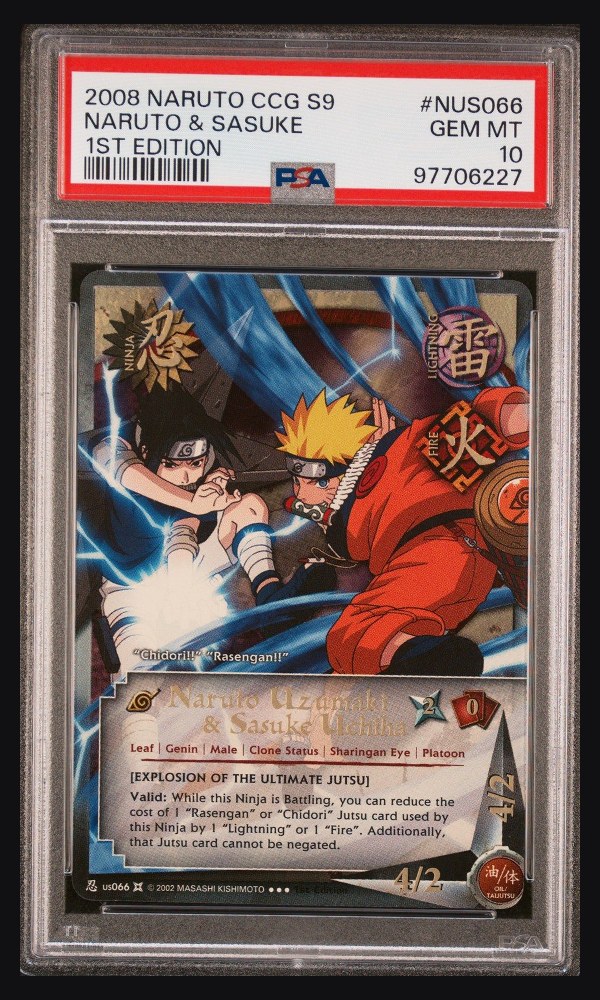 2008 NARUTO CCG S9 #NUS066
NARUTO & SASUKE GEM MT
1ST EDITION 10
PSA 97706227
忍
NINJA
LIGHTNING
雷
FIRE
火
"Chidori!!" "Rasengan!!"
Naruto Uzumaki
& Sasuke Uchiha
2 0
Leaf | Genin | Male | Clone Status | Sharingan Eye | Platoon
[EXPLOSION OF THE ULTIMATE JUTSU]
Valid: While this Ninja is Battling, you can reduce the
cost of 1 "Rasengan" or "Chidori" Jutsu card used by
this Ninja by 1 "Lightning" or 1 "Fire". Additionally,
that Jutsu card cannot be negated.
4/2
4/2
油/体
OIL/
TAIJUTSU
忍 US066 © 2002 MASASHI KISHIMOTO ●●● 1st Edition
PSA